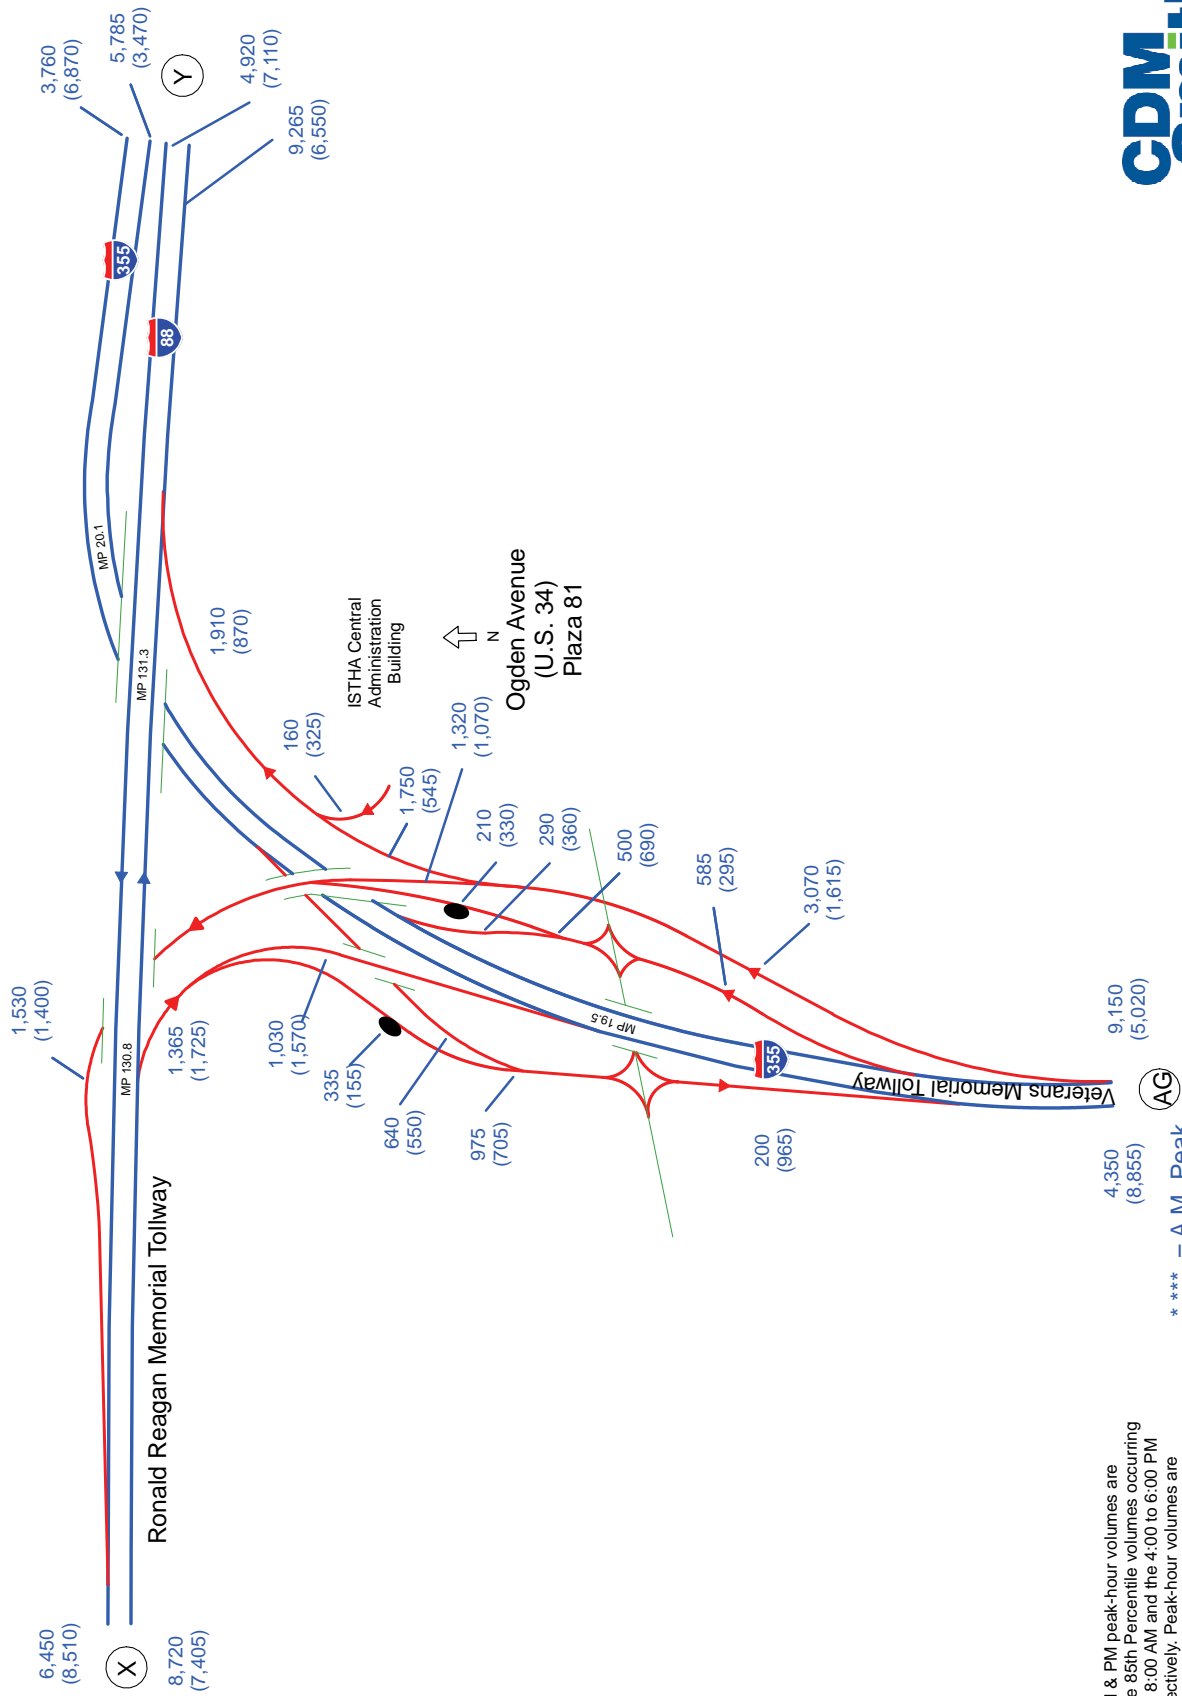 3,760
(6,870)
5,785
(3,470)
Y
4,920
(7,110)
9,265
(6,550)
355
88
MP 20.1
MP 131.3
1,910
(870)
ISTHA Central
Administration
Building
N
Ogden Avenue
(U.S. 34)
Plaza 81
160
(325)
1,750
(545)
1,320
(1,070)
210
(330)
290
(360)
500
(690)
585
(295)
3,070
(1,615)
1,530
(1,400)
MP 130.8
1,365
(1,725)
1,030
(1,570)
335
(155)
640
(550)
975
(705)
MP 19.5
355
Veterans Memorial Tollway
200
(965)
9,150
(5,020)
AG
4,350
(8,855)
Ronald Reagan Memorial Tollway
6,450
(8,510)
X
8,720
(7,405)
* *** = A.M. Peak
& PM peak-hour volumes are
85th Percentile volumes occurring
8:00 AM and the 4:00 to 6:00 PM
Peak-hour volumes are
CDM